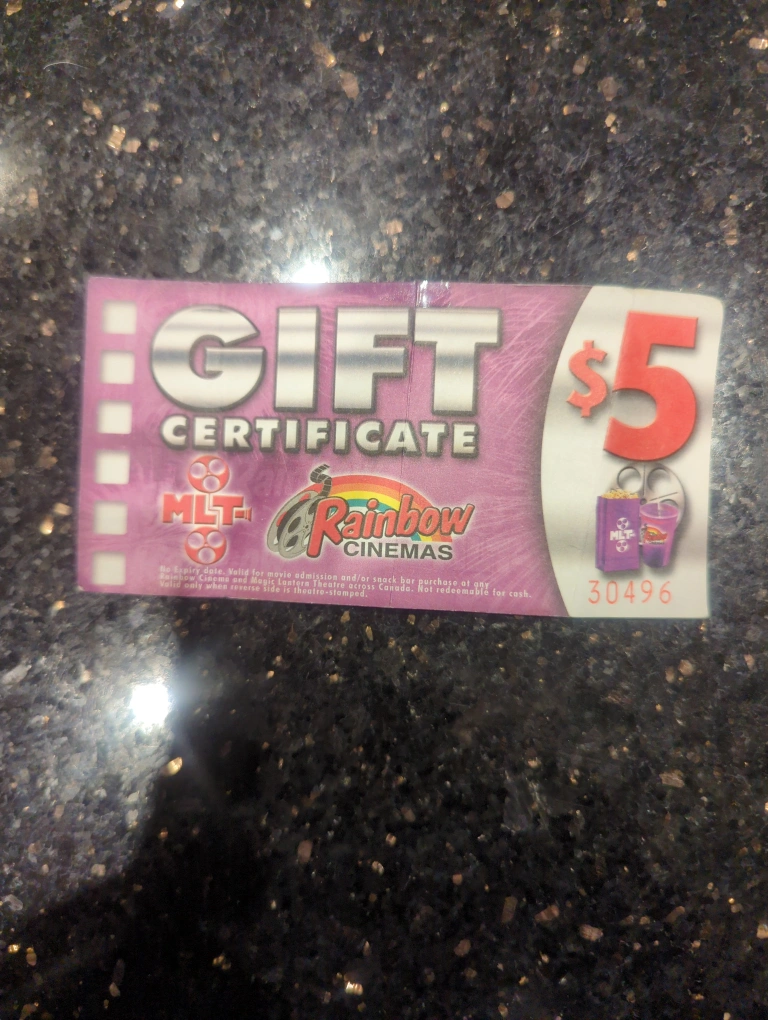 GIFT
CERTIFICATE
$5
MLT
Rainbow
CINEMAS
MLT
No Expiry date. Valid for movie admission and/or snack bar purchase at any
Rainbow Cinema and Magic Lantern Theatre across Canada. Not redeemable for cash.
Valid only when reverse side is theatre-stamped.
30496